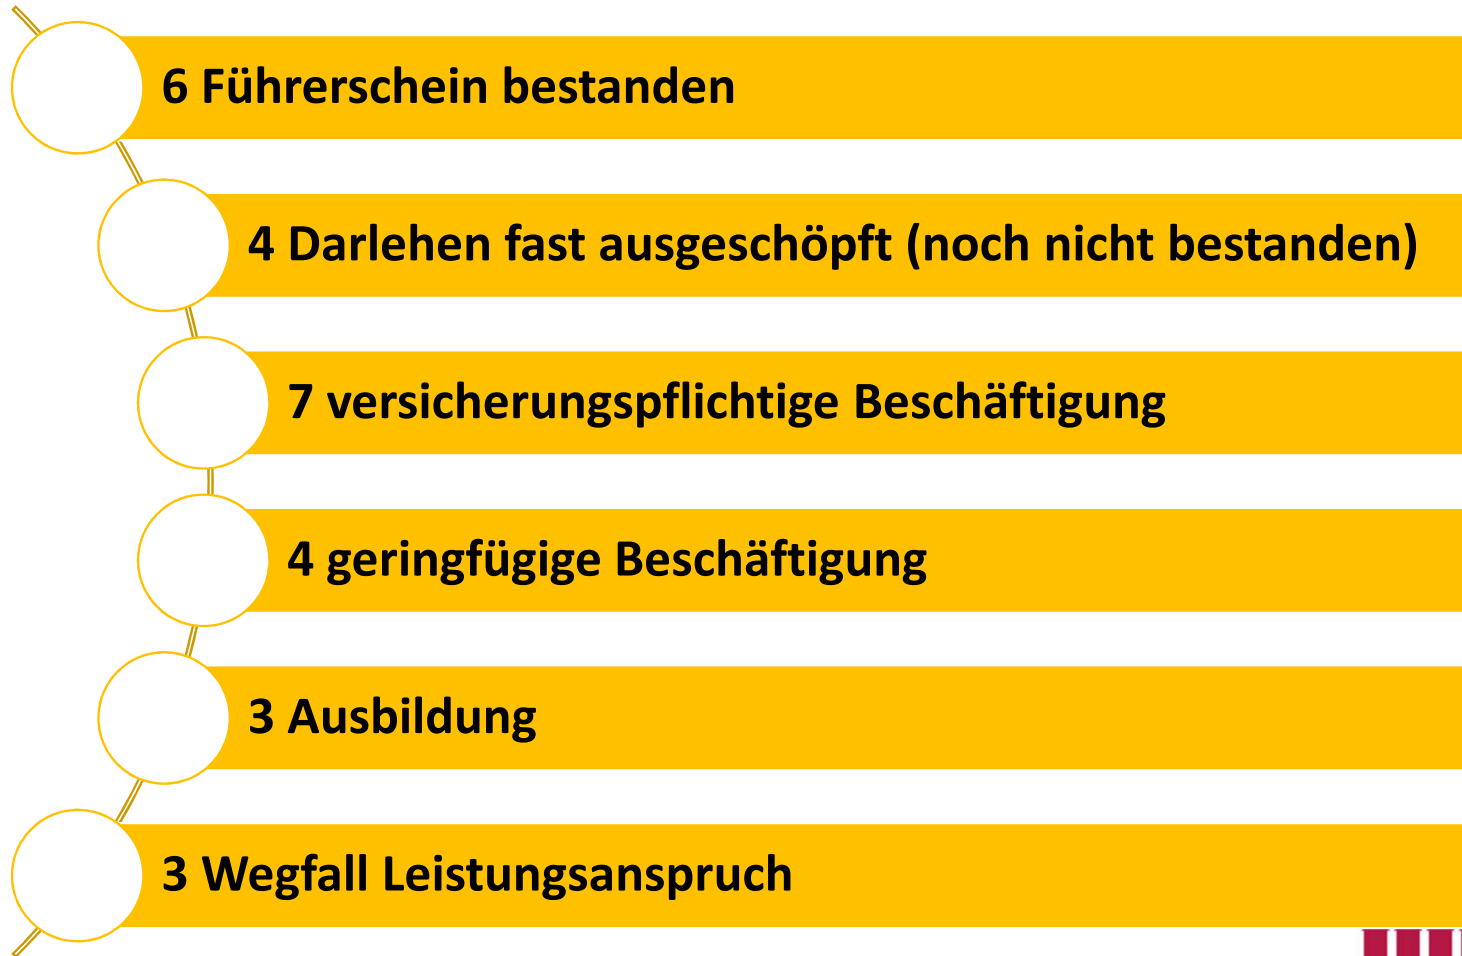 6 Führerschein bestanden
4 Darlehen fast ausgeschöpft (noch nicht bestanden)
7 versicherungspflichtige Beschäftigung
4 geringfügige Beschäftigung
3 Ausbildung
3 Wegfall Leistungsanspruch